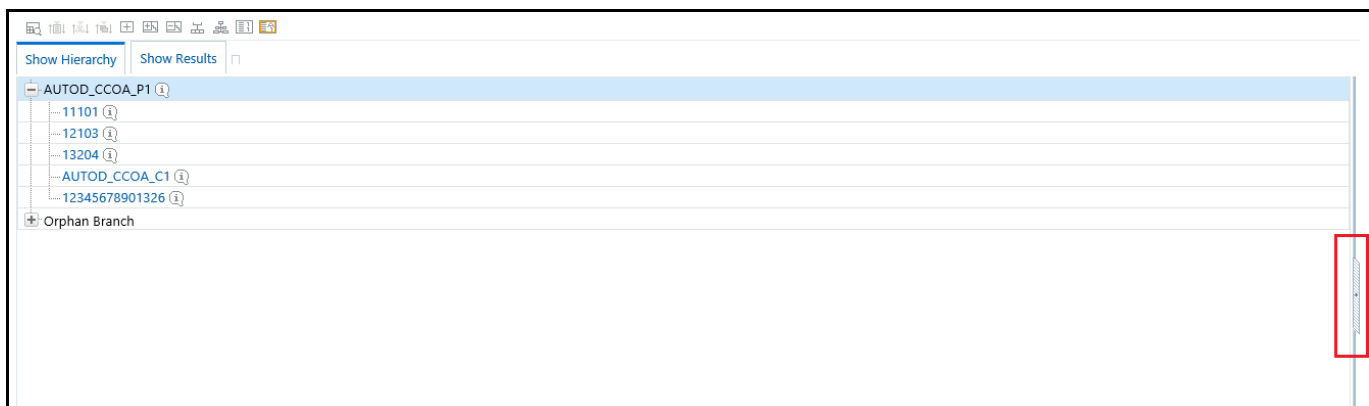 Show Hierarchy Show Results
AUTOD_CCOA_P1
11101
12103
13204
AUTOD_CCOA_C1
12345678901326
Orphan Branch